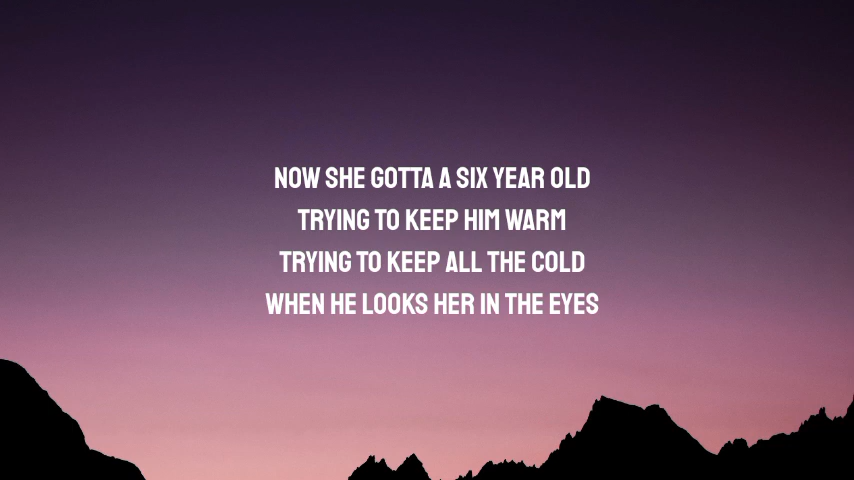 NOW SHE GOTTA A SIX YEAR OLD
TRYING TO KEEP HIM WARM
TRYING TO KEEP ALL THE COLD
WHEN HE LOOKS HER IN THE EYES